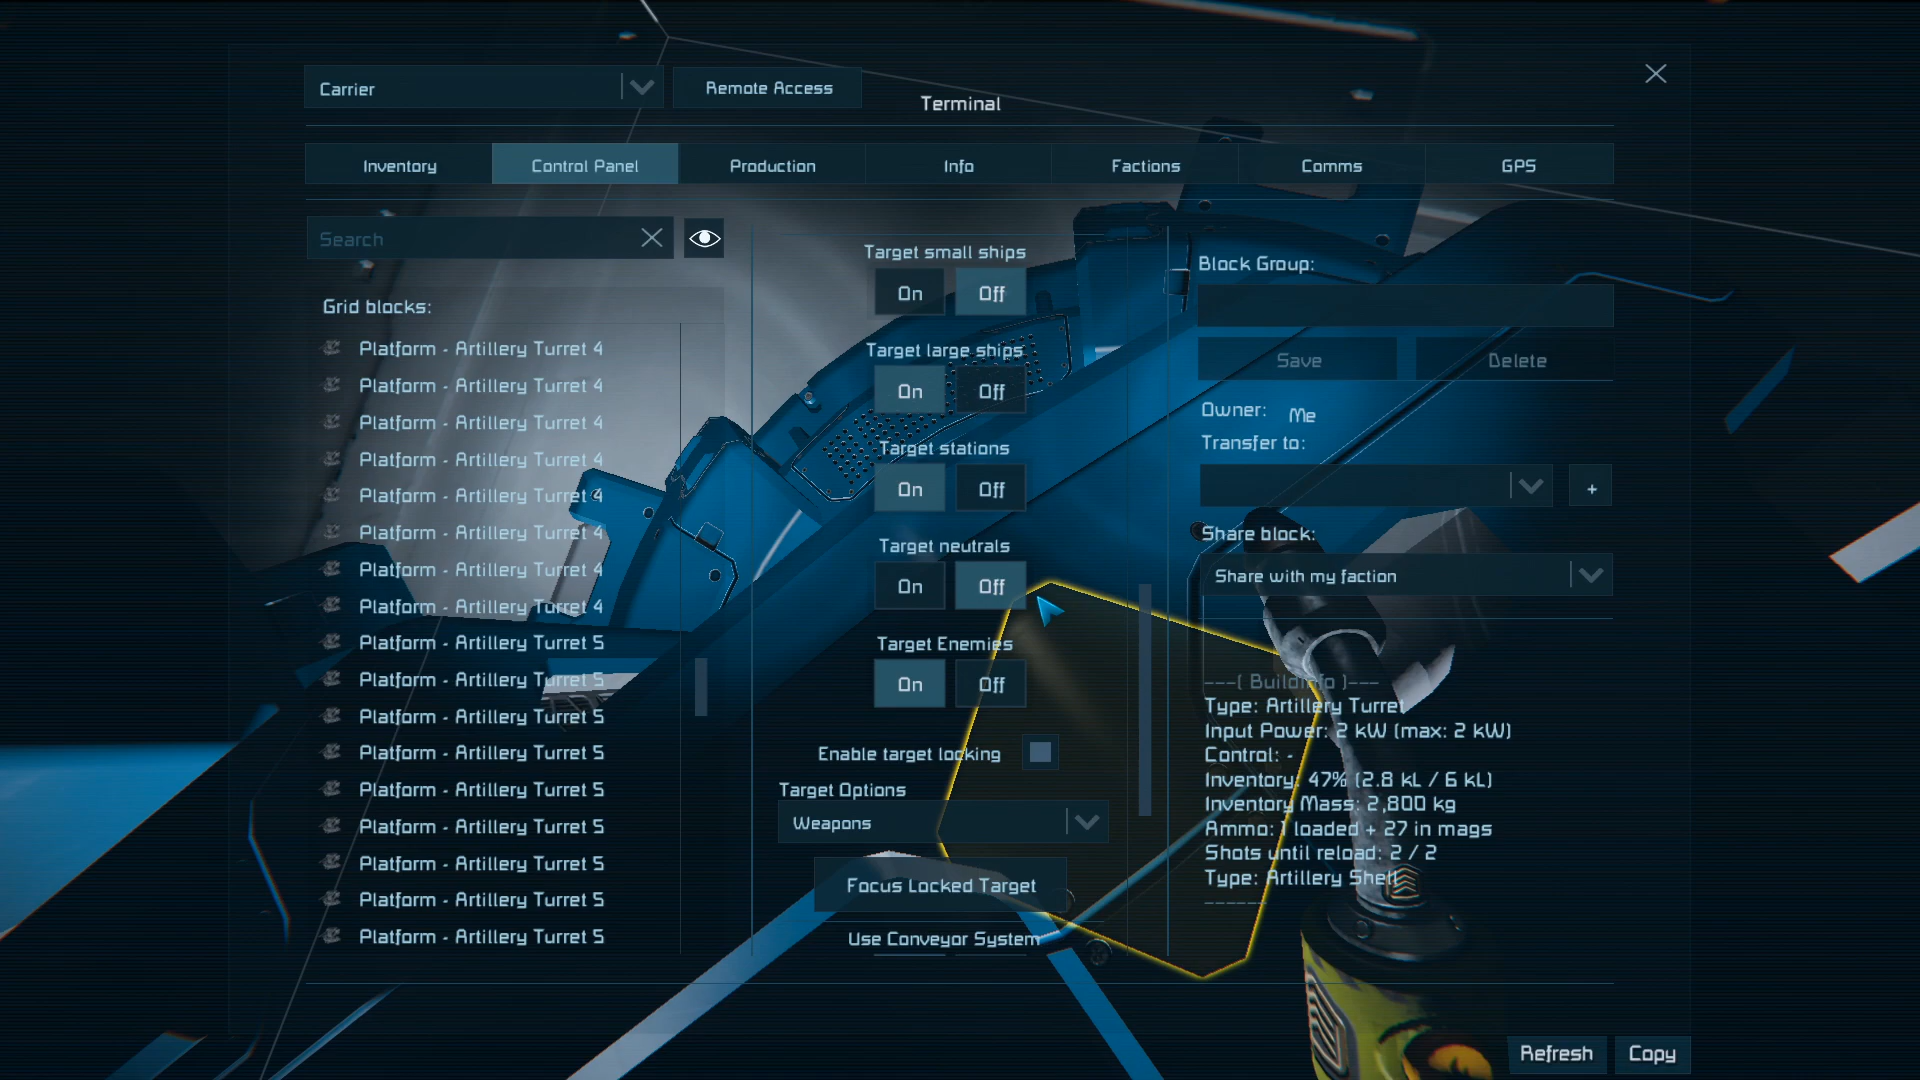 Carrier
Remote Access
Terminal
Inventory
Control Panel
Production
Info
Factions
Comms
GPS
Search
Grid blocks:
Platform - Artillery Turret 4
Platform - Artillery Turret 4
Platform - Artillery Turret 4
Platform - Artillery Turret 4
Platform - Artillery Turret 4
Platform - Artillery Turret 4
Platform - Artillery Turret 4
Platform - Artillery Turret 4
Platform - Artillery Turret 5
Platform - Artillery Turret 5
Platform - Artillery Turret 5
Platform - Artillery Turret 5
Platform - Artillery Turret 5
Platform - Artillery Turret 5
Platform - Artillery Turret 5
Platform - Artillery Turret 5
Platform - Artillery Turret 5
Target small ships
On Off
Target large ships
On Off
Target stations
On Off
Target neutrals
On Off
Target Enemies
On Off
Enable target locking
Target Options
Weapons
Focus Locked Target
Use Conveyor System
Block Group:
Save
Delete
Owner: Me
Transfer to:
+
Share block:
Share with my faction
---( BuildInfo )---
Type: Artillery Turret
Input Power: 2 kW (max: 2 kW)
Control: -
Inventory: 47% (2.8 kL / 6 kL)
Inventory Mass: 2,800 kg
Ammo: 1 loaded + 27 in mags
Shots until reload: 2 / 2
Type: Artillery Shell
------
Refresh
Copy